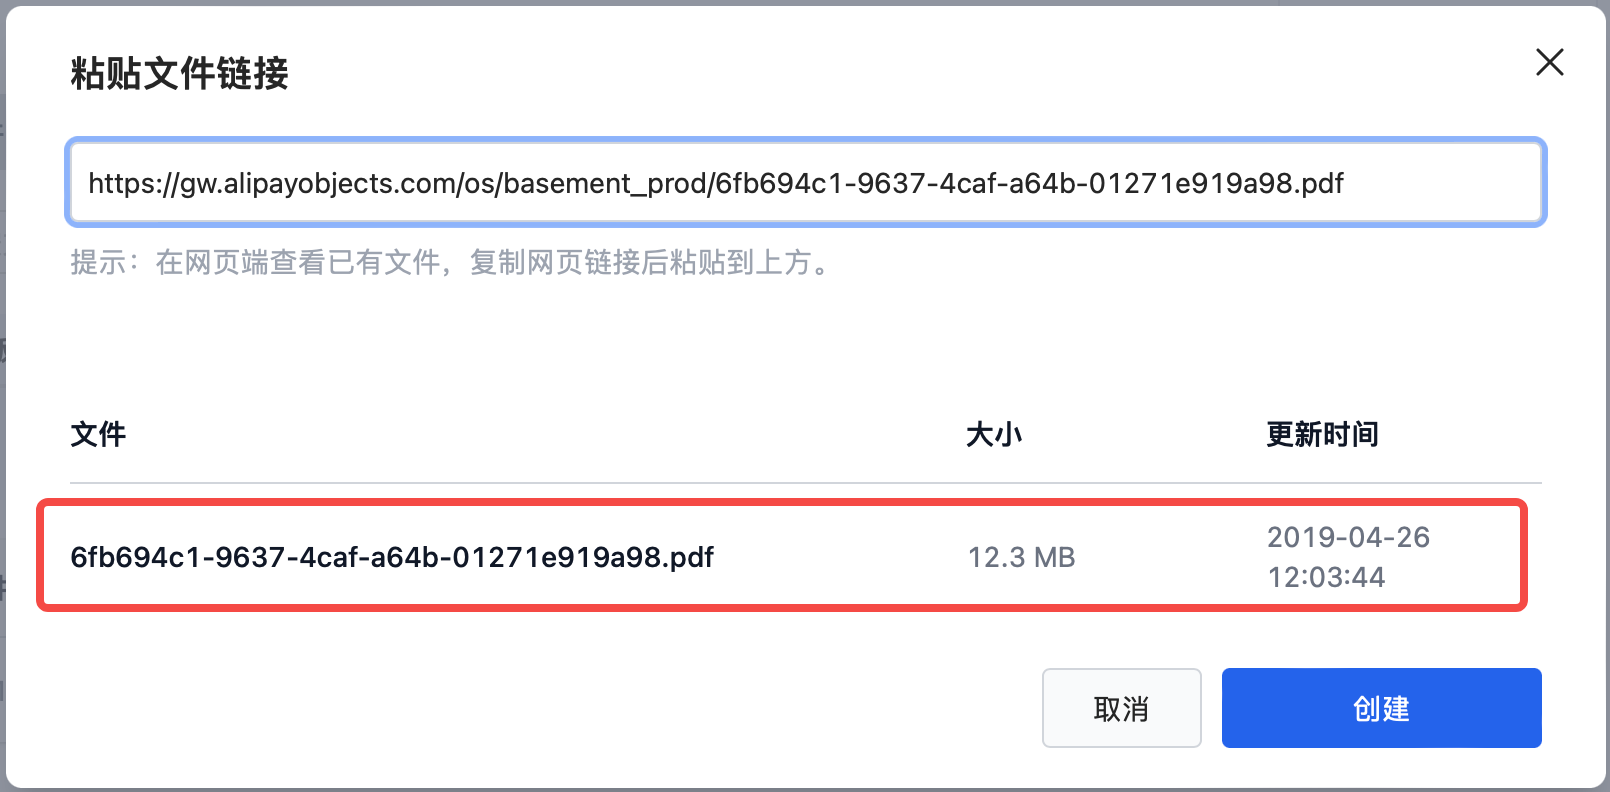 粘贴文件链接
https://gw.alipayobjects.com/os/basement_prod/6fb694c1-9637-4caf-a64b-01271e919a98.pdf
提示：在网页端查看已有文件，复制网页链接后粘贴到上方。
文件 大小 更新时间
6fb694c1-9637-4caf-a64b-01271e919a98.pdf 12.3 MB 2019-04-26
12:03:44
取消 创建